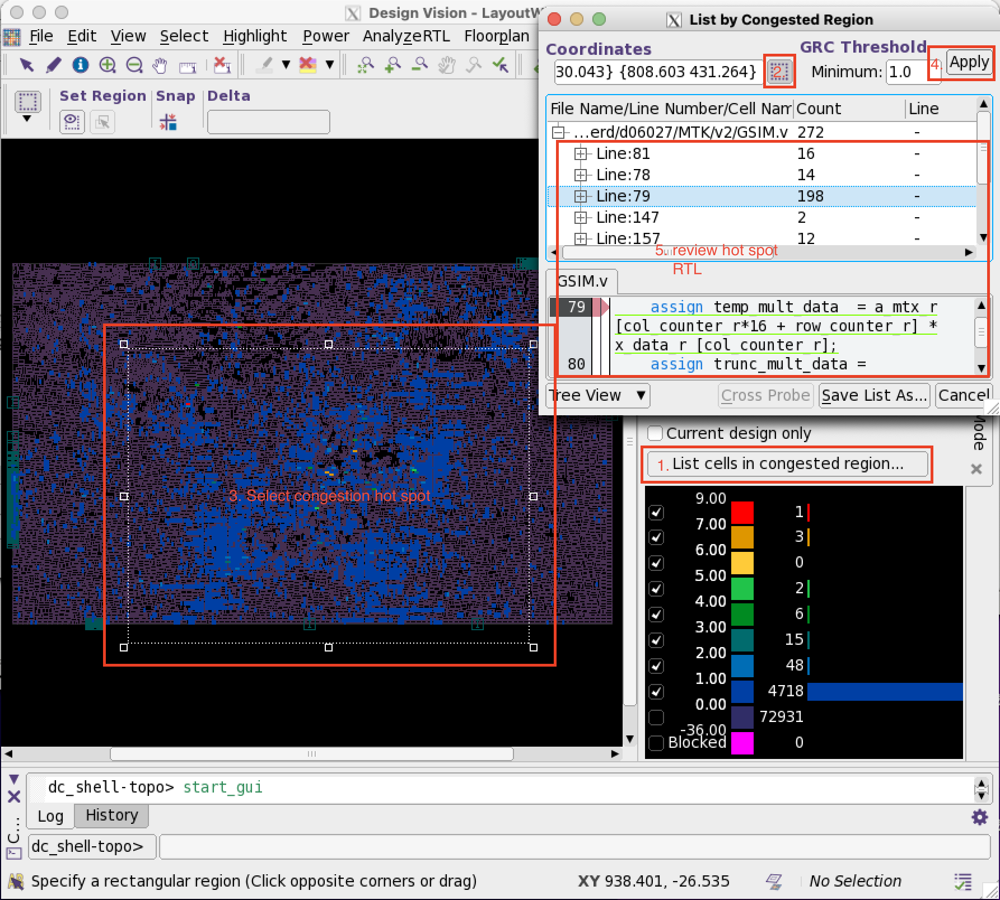 Design Vision - LayoutW
File Edit View Select Highlight Power AnalyzeRTL Floorplan
Set Region Snap Delta
List by Congested Region
Coordinates GRC Threshold
30.043} {808.603 431.264} 2. Minimum: 1.0 4. Apply
File Name/Line Number/Cell Nam Count Line
...erd/d06027/MTK/v2/GSIM.v 272 -
Line:81 16 -
Line:78 14 -
Line:79 198 -
Line:147 2 -
Line:157 12 -
5. review hot spot
RTL
GSIM.v
79 assign temp_mult_data = a_mtx_r
[col_counter_r*16 + row_counter_r] *
x_data_r [col_counter_r];
80 assign trunc_mult_data =
Tree View Cross Probe Save List As... Cancel
Mode
Current design only
1. List cells in congested region...
3. Select congestion hot spot
9.00
1
7.00
3
6.00
0
5.00
2
4.00
6
3.00
15
2.00
48
1.00
4718
0.00
72931
-36.00
Blocked 0
dc_shell-topo> start_gui
Log History
C...
dc_shell-topo>
Specify a rectangular region (Click opposite corners or drag) XY 938.401, -26.535 No Selection